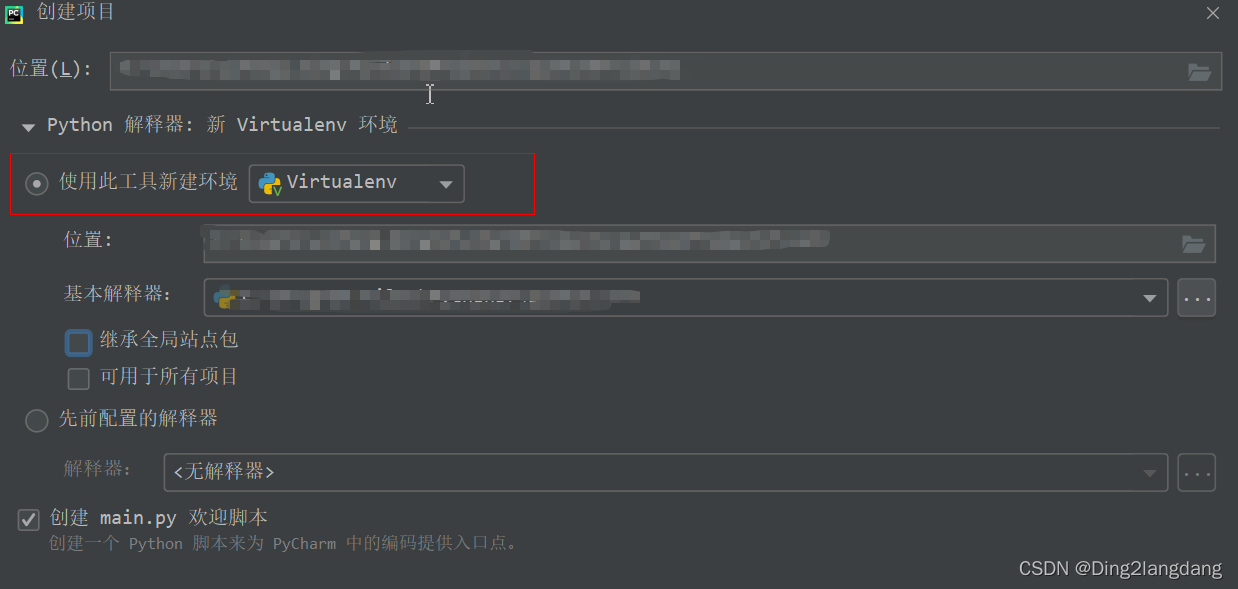 PC 创建项目
位置(L):
Python 解释器: 新 Virtualenv 环境
使用此工具新建环境 Virtualenv
位置:
基本解释器:
...
继承全局站点包
可用于所有项目
先前配置的解释器
解释器: <无解释器> ...
创建 main.py 欢迎脚本
创建一个 Python 脚本来为 PyCharm 中的编码提供入口点。
CSDN @Ding2langdang